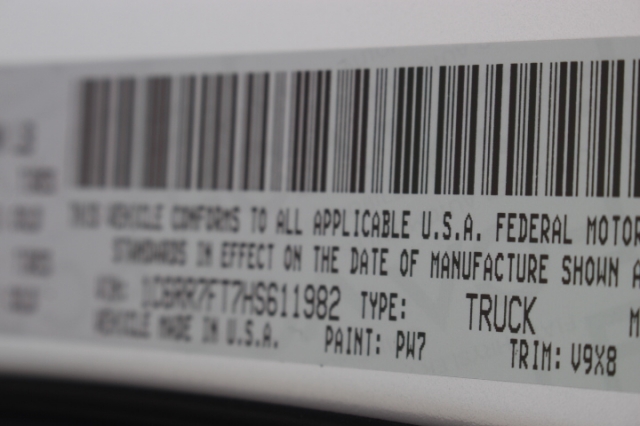 THIS VEHICLE CONFORMS TO ALL APPLICABLE U.S.A. FEDERAL MOTOR
STANDARDS IN EFFECT ON THE DATE OF MANUFACTURE SHOWN A
1C6RR7FT7HS611982 TYPE: TRUCK M
VEHICLE MADE IN U.S.A. PAINT: PW7 TRIM: V9X8